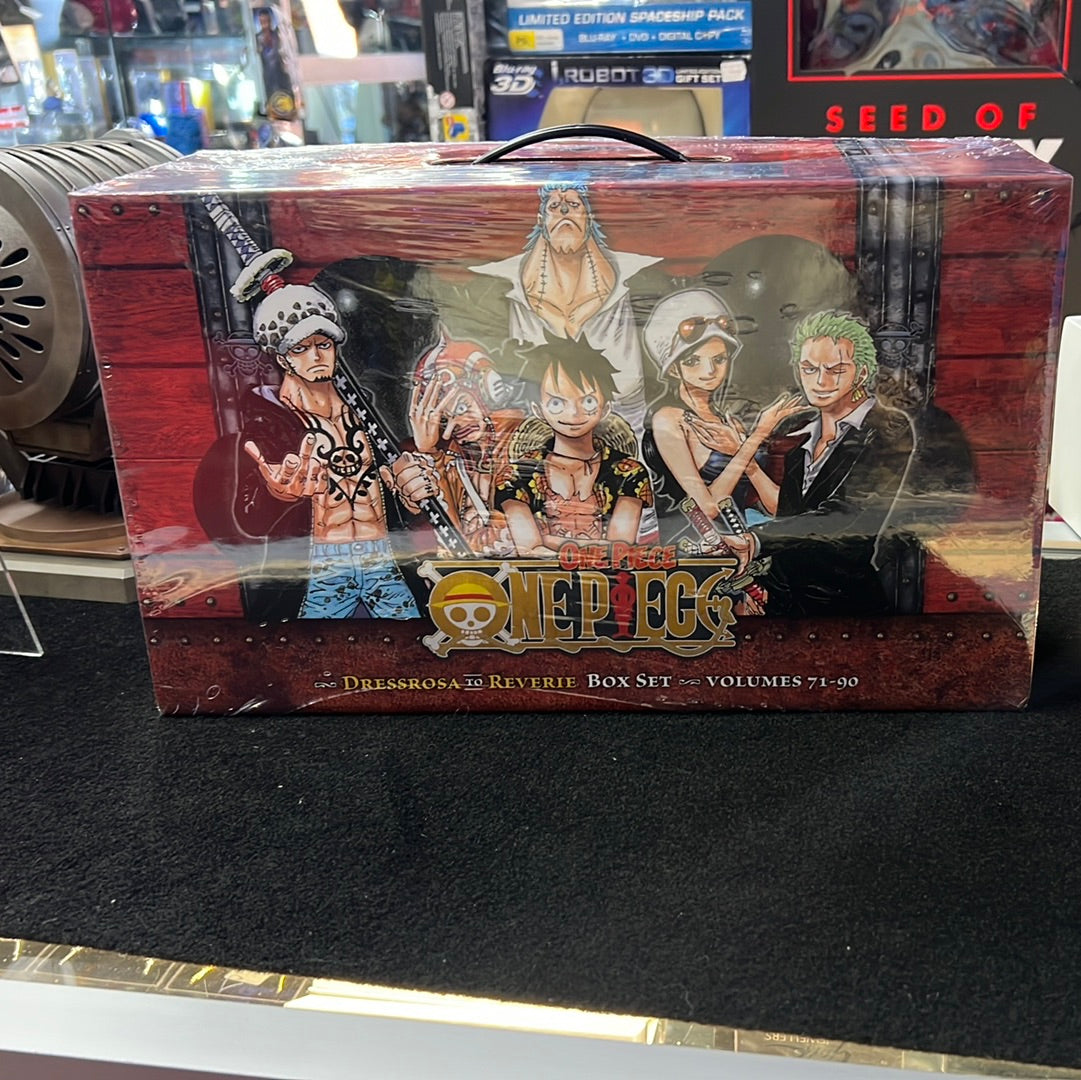 LIMITED EDITION SPACESHIP PACK
BLU-RAY + DVD + DIGITAL COPY
Blu-ray
3D
I, ROBOT 3D
GIFT SET
SEED OF
ONE PIECE
ONE PIECE
DRESSROSA TO REVERIE BOX SET VOLUMES 71-90